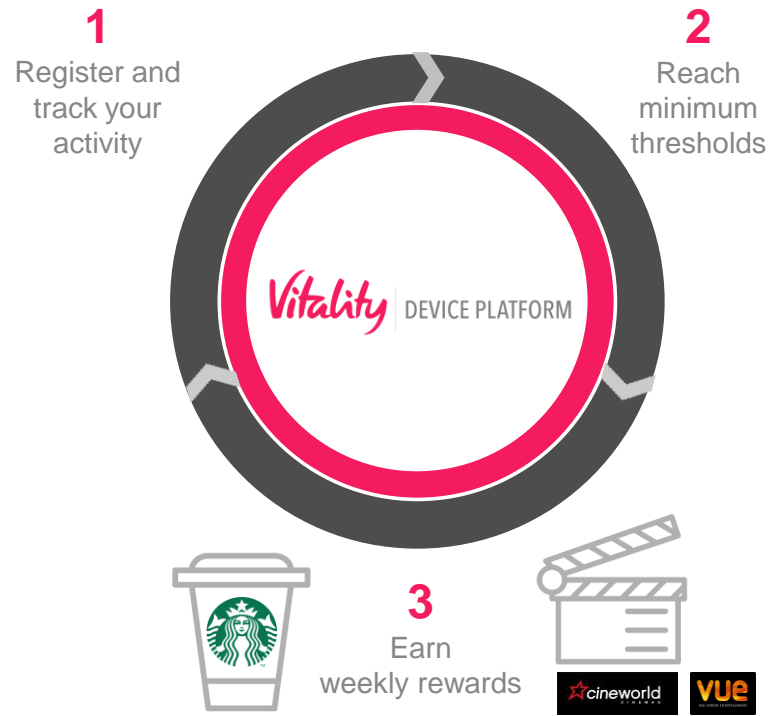 1
Register and
track your
activity
2
Reach
minimum
thresholds
Vitality DEVICE PLATFORM
3
Earn
weekly rewards
cineworld
CINEMAS
VUE